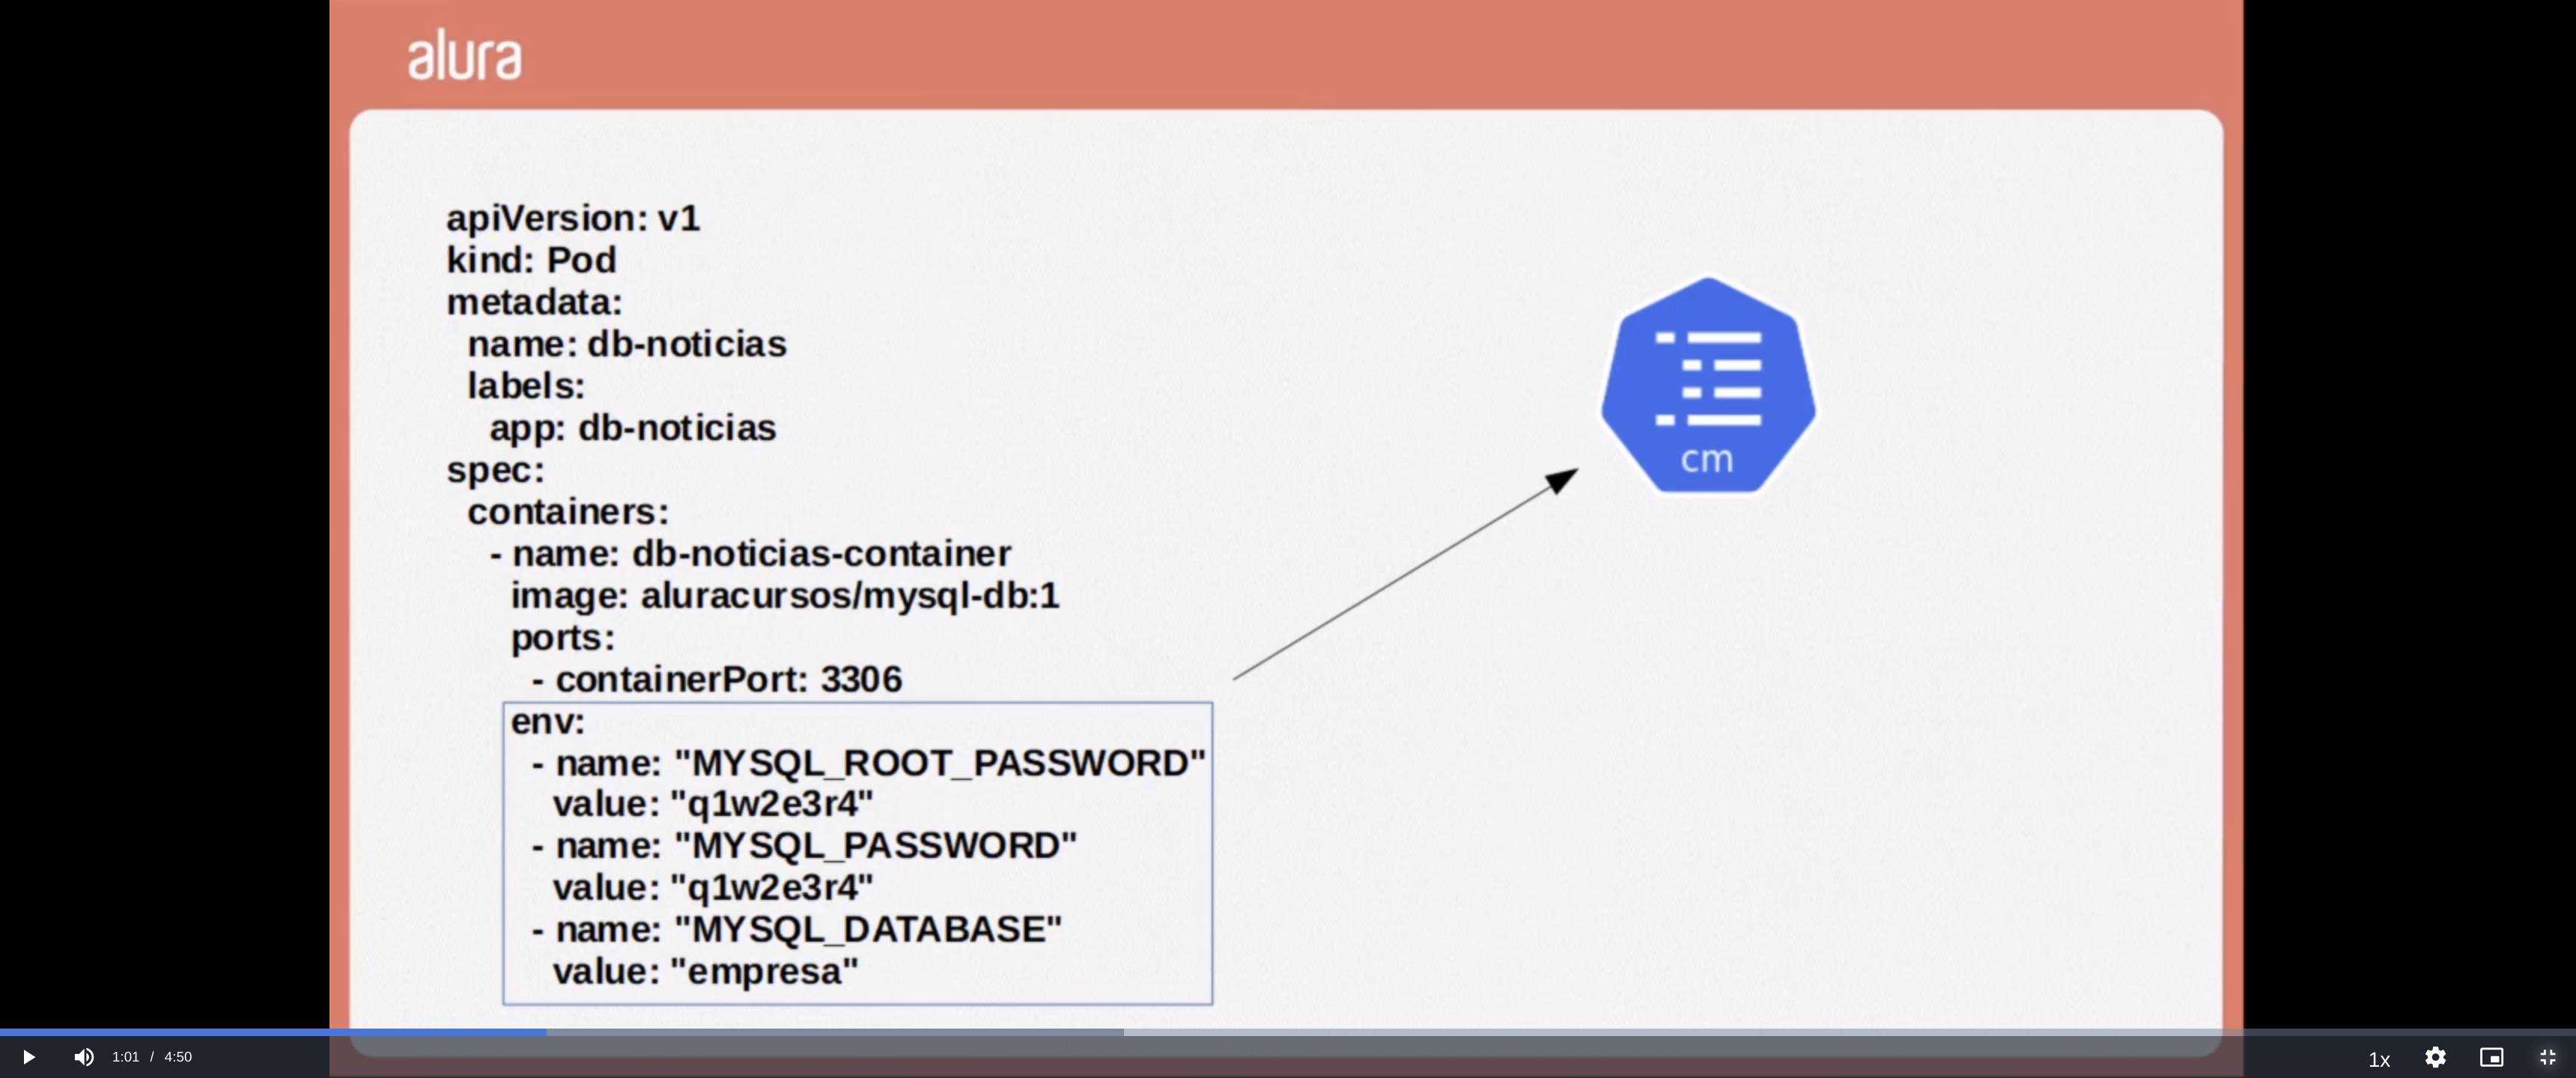 alura
apiVersion: v1
kind: Pod
metadata:
  name: db-noticias
  labels:
    app: db-noticias
spec:
  containers:
    - name: db-noticias-container
      image: aluracursos/mysql-db:1
      ports:
        - containerPort: 3306
      env:
        - name: "MYSQL_ROOT_PASSWORD"
          value: "q1w2e3r4"
        - name: "MYSQL_PASSWORD"
          value: "q1w2e3r4"
        - name: "MYSQL_DATABASE"
          value: "empresa"
cm
1:01 / 4:50
1x